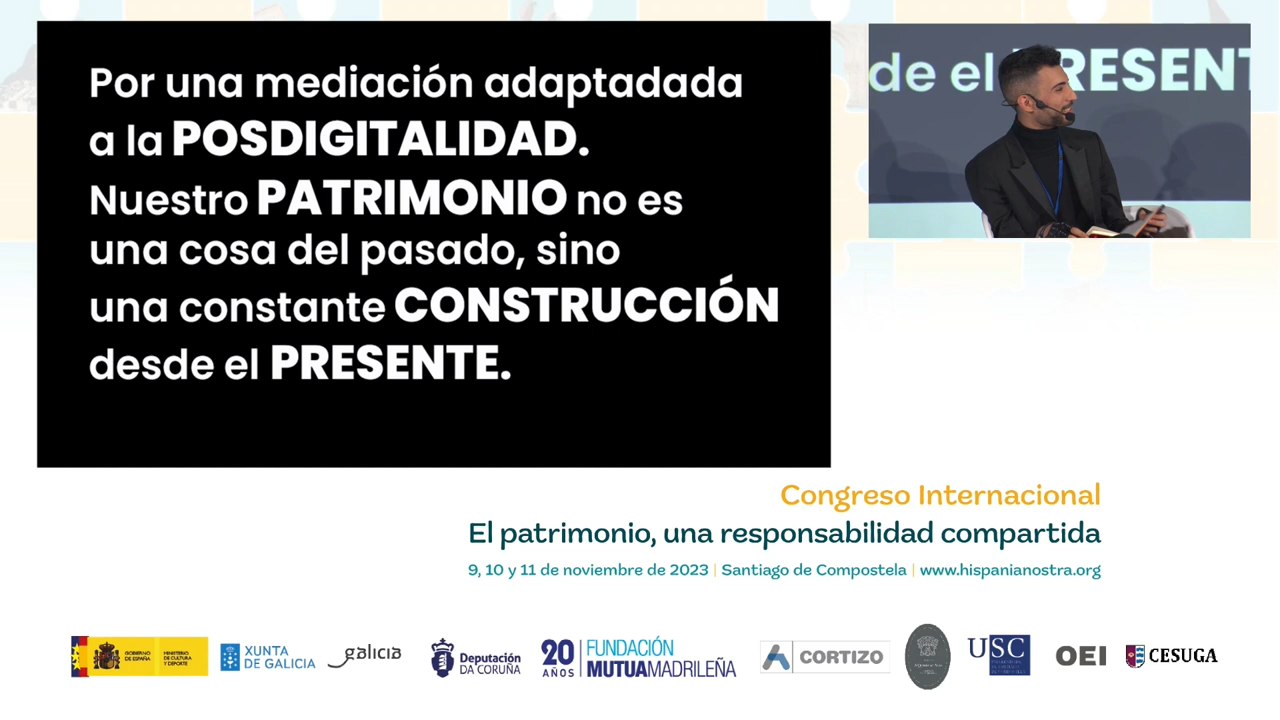 Por una mediación adaptadada
a la POSDIGITALIDAD.
Nuestro PATRIMONIO no es
una cosa del pasado, sino
una constante CONSTRUCCIÓN
desde el PRESENTE.
de el PRESENT
Congreso Internacional
El patrimonio, una responsabilidad compartida
9, 10 y 11 de noviembre de 2023 | Santiago de Compostela | www.hispanianostra.org
GOBIERNO
DE ESPAÑA
MINISTERIO
DE CULTURA
Y DEPORTE
XUNTA
DE GALICIA
galicia
Deputación
DA CORUÑA
20
AÑOS
FUNDACIÓN
MUTUAMADRILEÑA
CORTIZO
USC
OEI
CESUGA